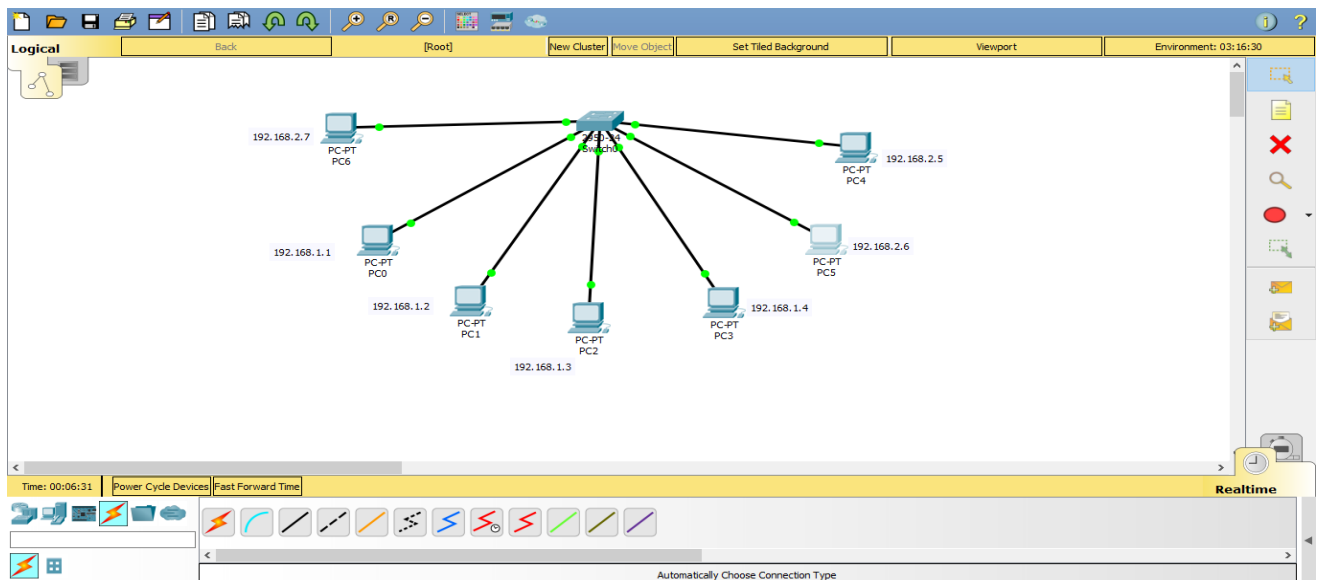 i ?
Logical Back [Root] New Cluster Move Object Set Tiled Background Viewport Environment: 03:16:30
192.168.2.7
PC-PT
PC6
2950-24
Switch0
PC-PT
PC4
192.168.2.5
192.168.1.1
PC-PT
PC0
PC-PT
PC5
192.168.2.6
192.168.1.2
PC-PT
PC1
PC-PT
PC2
192.168.1.3
PC-PT
PC3
192.168.1.4
Time: 00:06:31 Power Cycle Devices Fast Forward Time Realtime
Automatically Choose Connection Type